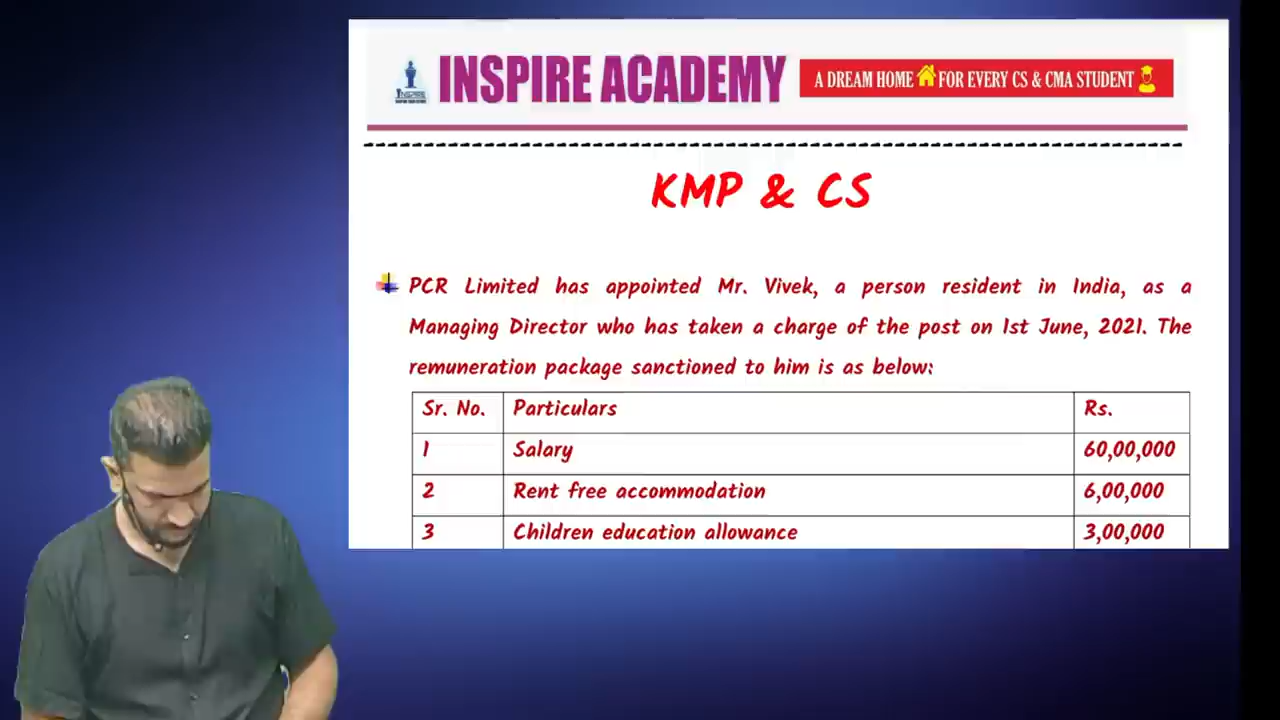 INSPIRE ACADEMY
A DREAM HOME FOR EVERY CS & CMA STUDENT
INSPIRE
KMP & CS
PCR Limited has appointed Mr. Vivek, a person resident in India, as a
Managing Director who has taken a charge of the post on 1st June, 2021. The
remuneration package sanctioned to him is as below:
Sr. No. Particulars Rs.
1 Salary 60,00,000
2 Rent free accommodation 6,00,000
3 Children education allowance 3,00,000